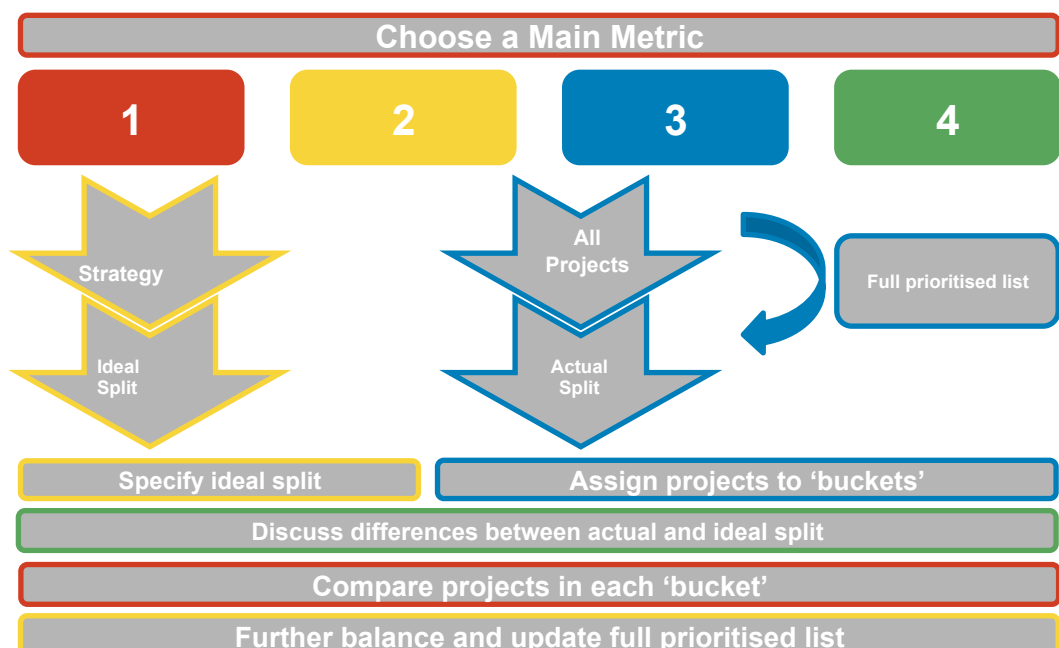 Choose a Main Metric
1
2
3
4
Strategy
All
Projects
Full prioritised list
Ideal
Split
Actual
Split
Specify ideal split
Assign projects to ‘buckets’
Discuss differences between actual and ideal split
Compare projects in each ‘bucket’
Further balance and update full prioritised list